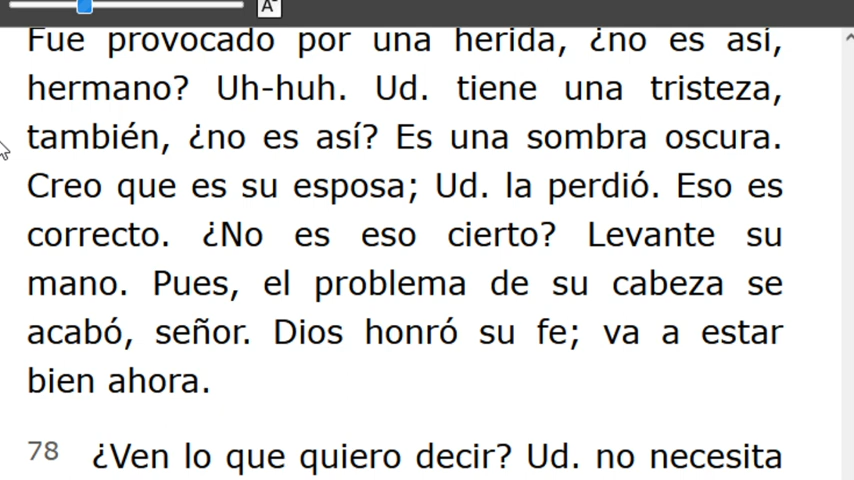 A
Fue provocado por una herida, ¿no es así,
hermano? Uh-huh. Ud. tiene una tristeza,
también, ¿no es así? Es una sombra oscura.
Creo que es su esposa; Ud. la perdió. Eso es
correcto. ¿No es eso cierto? Levante su
mano. Pues, el problema de su cabeza se
acabó, señor. Dios honró su fe; va a estar
bien ahora.
78 ¿Ven lo que quiero decir? Ud. no necesita